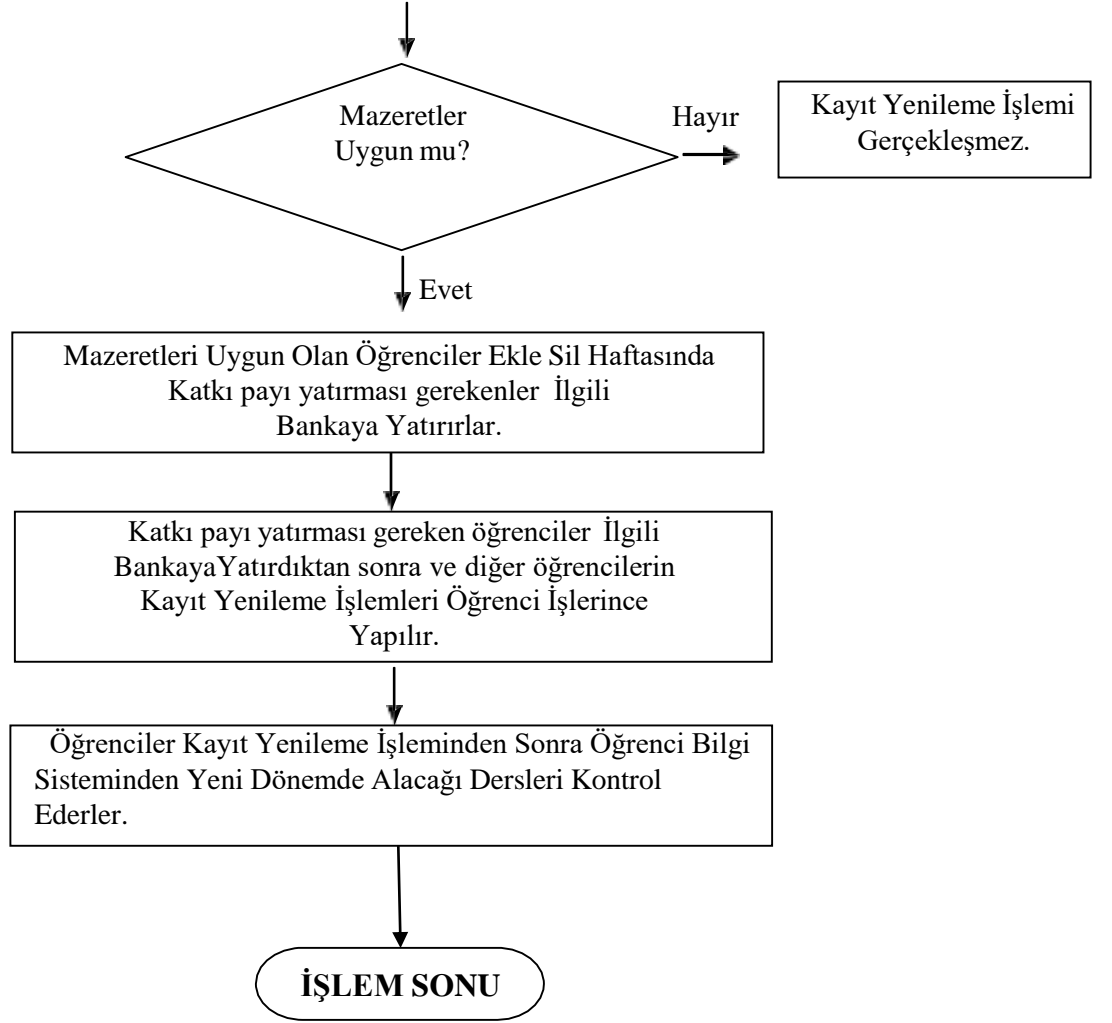 Mazeretler
Uygun mu?
Hayır
Kayıt Yenileme İşlemi
Gerçekleşmez.
Evet
Mazeretleri Uygun Olan Öğrenciler Ekle Sil Haftasında
Katkı payı yatırması gerekenler İlgili
Bankaya Yatırırlar.
Katkı payı yatırması gereken öğrenciler İlgili
BankayaYatırdıktan sonra ve diğer öğrencilerin
Kayıt Yenileme İşlemleri Öğrenci İşlerince
Yapılır.
Öğrenciler Kayıt Yenileme İşleminden Sonra Öğrenci Bilgi
Sisteminden Yeni Dönemde Alacağı Dersleri Kontrol
Ederler.
İŞLEM SONU